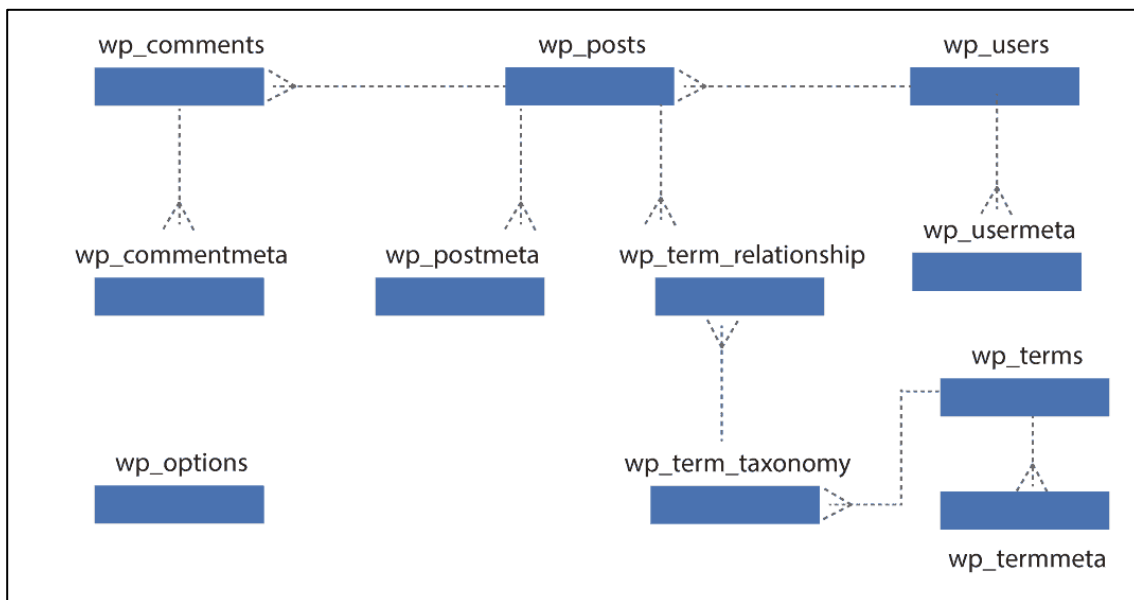 wp_comments
wp_posts
wp_users
wp_commentmeta
wp_postmeta
wp_term_relationship
wp_usermeta
wp_terms
wp_options
wp_term_taxonomy
wp_termmeta